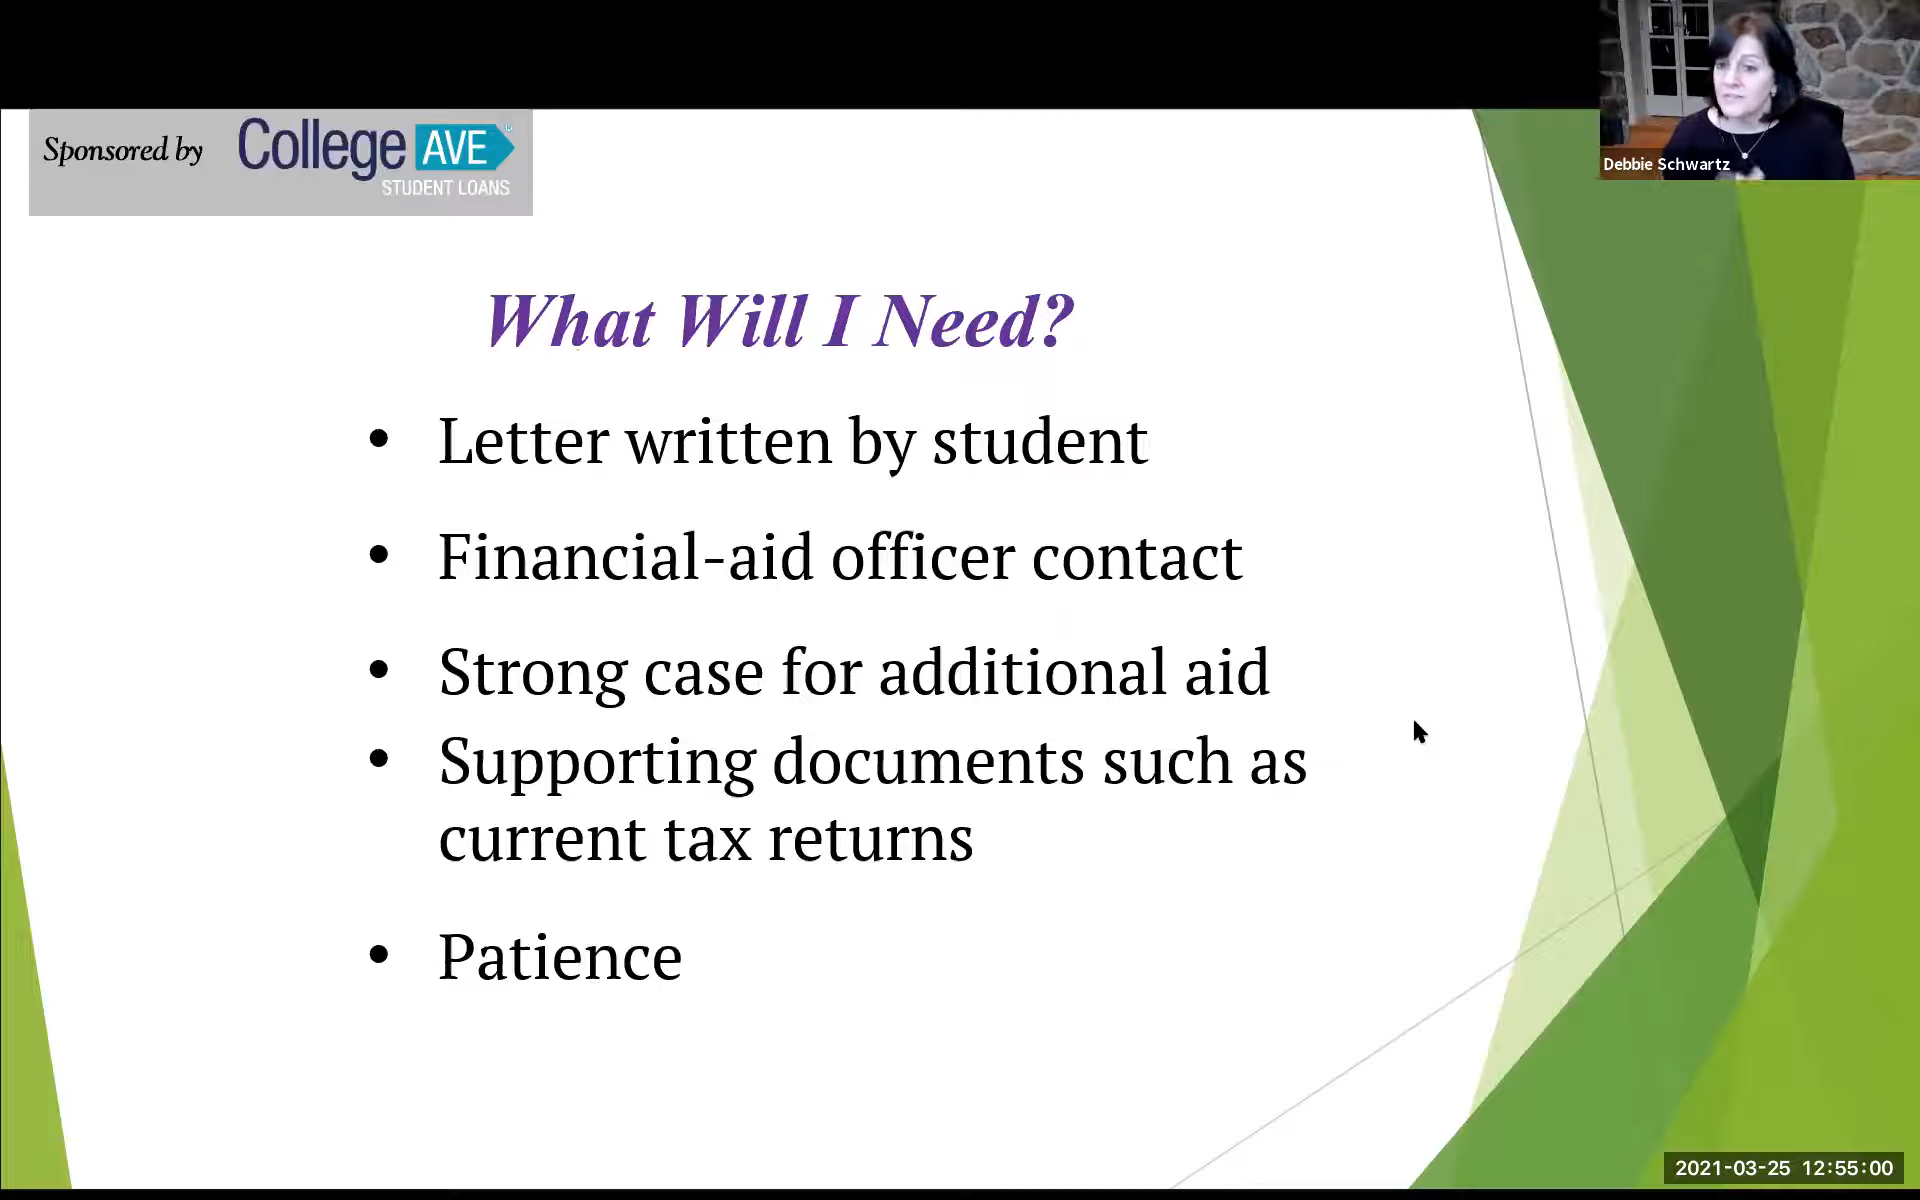 Sponsored by College AVE®
STUDENT LOANS
Debbie Schwartz
What Will I Need?
• Letter written by student
• Financial-aid officer contact
• Strong case for additional aid
• Supporting documents such as
current tax returns
• Patience
2021-03-25 12:55:00